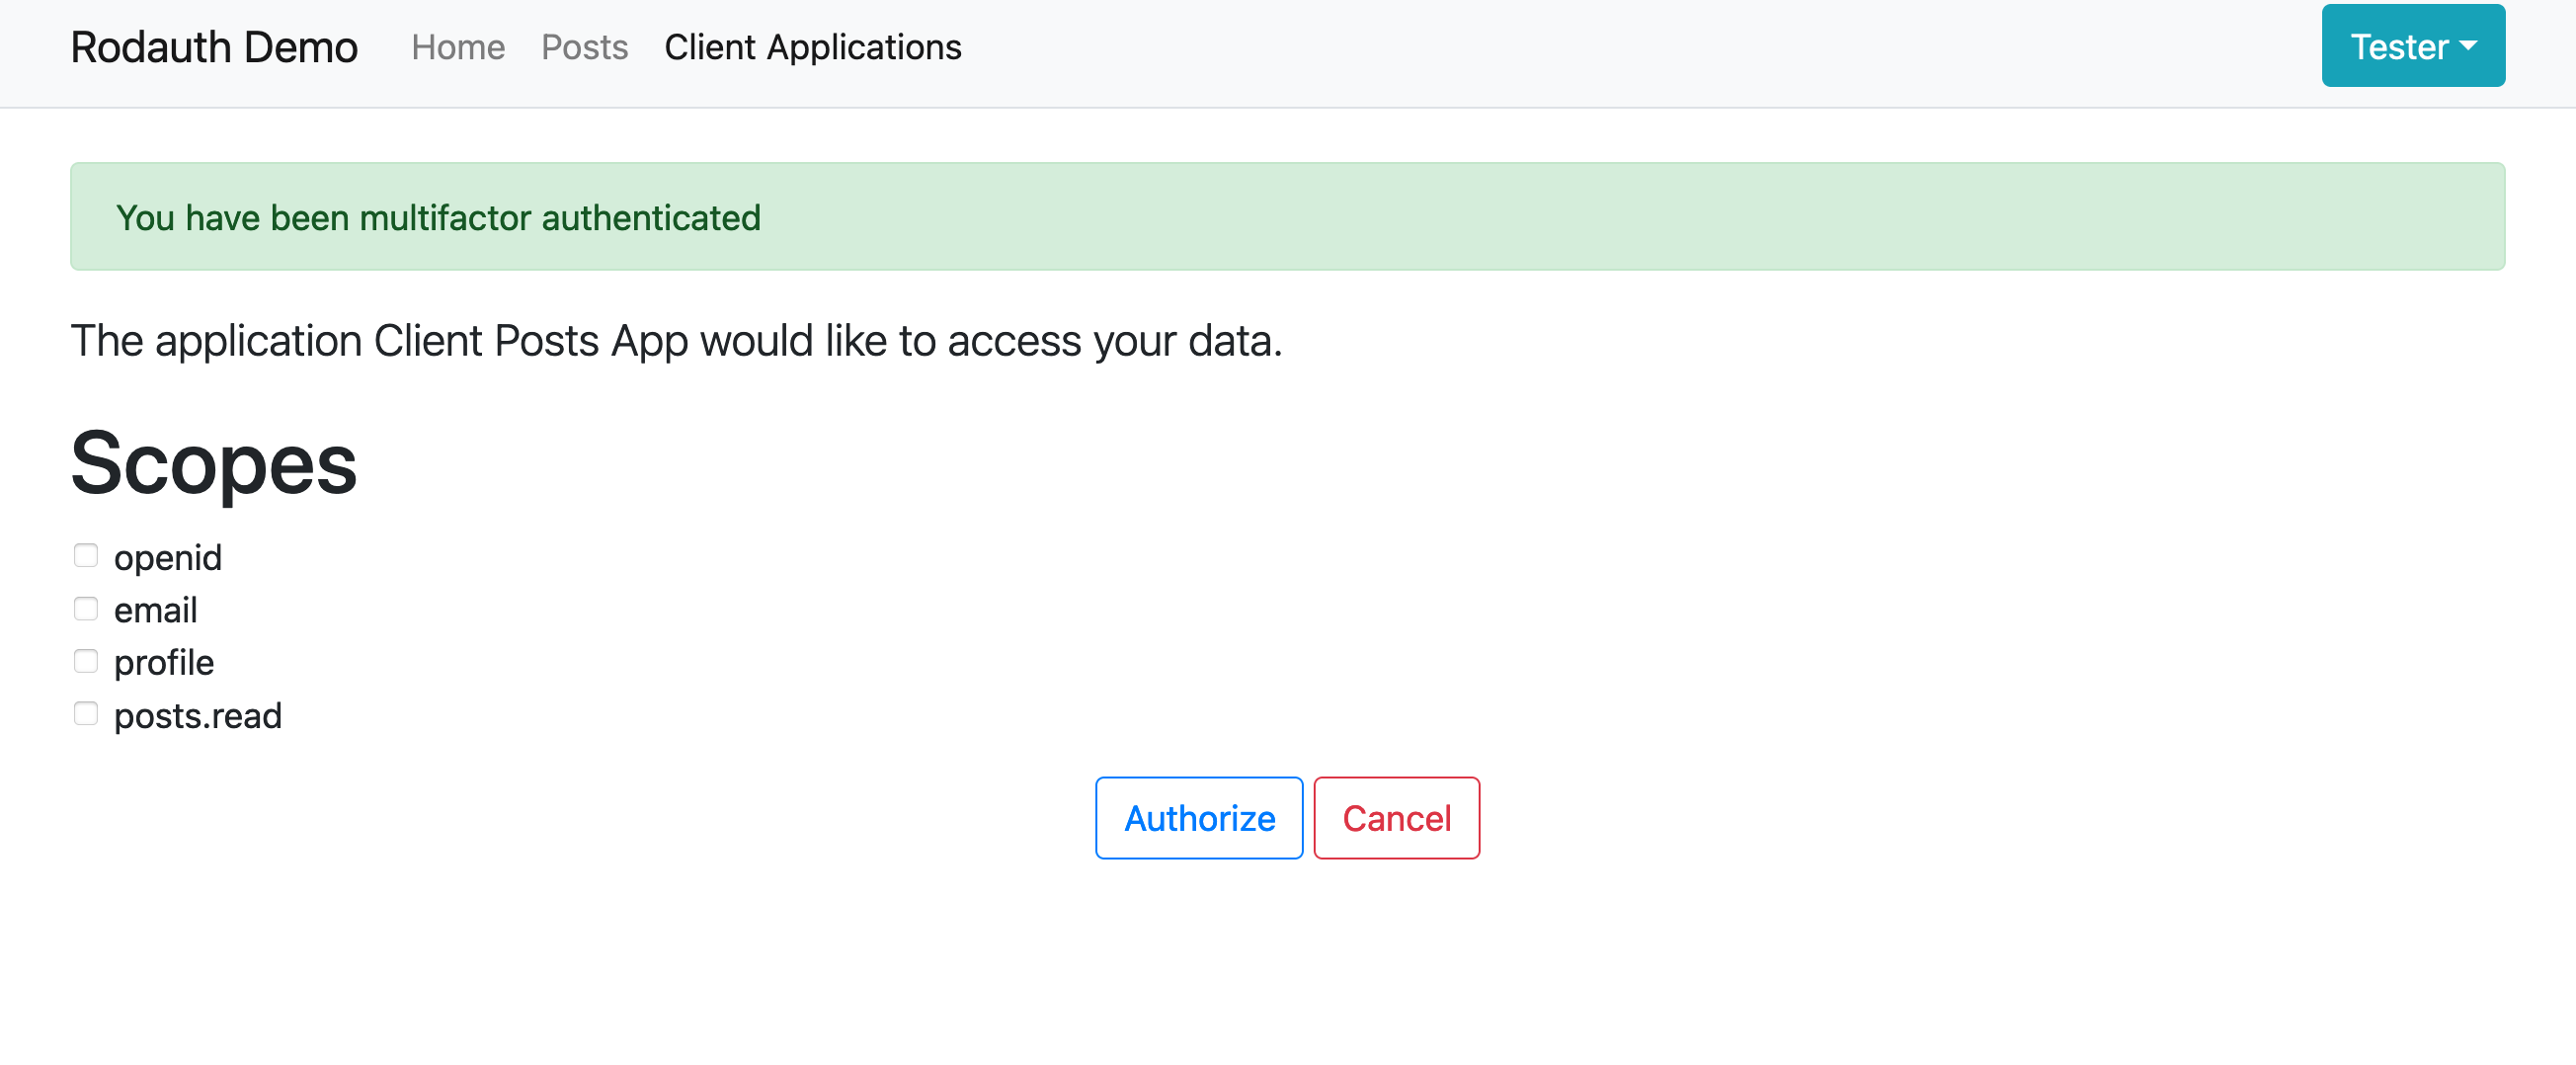 Rodauth Demo Home Posts Client Applications Tester
You have been multifactor authenticated
The application Client Posts App would like to access your data.
Scopes
openid
email
profile
posts.read
Authorize Cancel